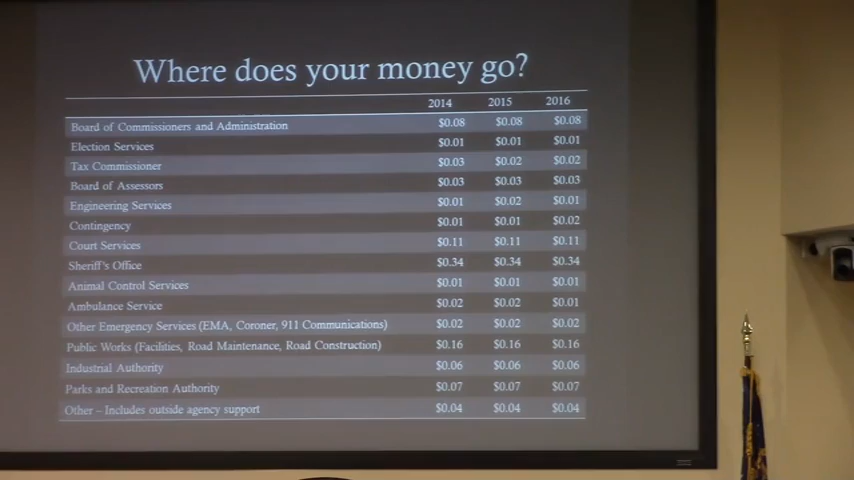 Where does your money go?
2014 2015 2016
Board of Commissioners and Administration $0.08 $0.08 $0.08
Election Services $0.01 $0.01 $0.01
Tax Commissioner $0.03 $0.02 $0.02
Board of Assessors $0.03 $0.03 $0.03
Engineering Services $0.01 $0.02 $0.01
Contingency $0.01 $0.01 $0.02
Court Services $0.11 $0.11 $0.11
Sheriff's Office $0.34 $0.34 $0.34
Animal Control Services $0.01 $0.01 $0.01
Ambulance Service $0.02 $0.02 $0.01
Other Emergency Services (EMA, Coroner, 911 Communications) $0.02 $0.02 $0.02
Public Works (Facilities, Road Maintenance, Road Construction) $0.16 $0.16 $0.16
Industrial Authority $0.06 $0.06 $0.06
Parks and Recreation Authority $0.07 $0.07 $0.07
Other – Includes outside agency support $0.04 $0.04 $0.04